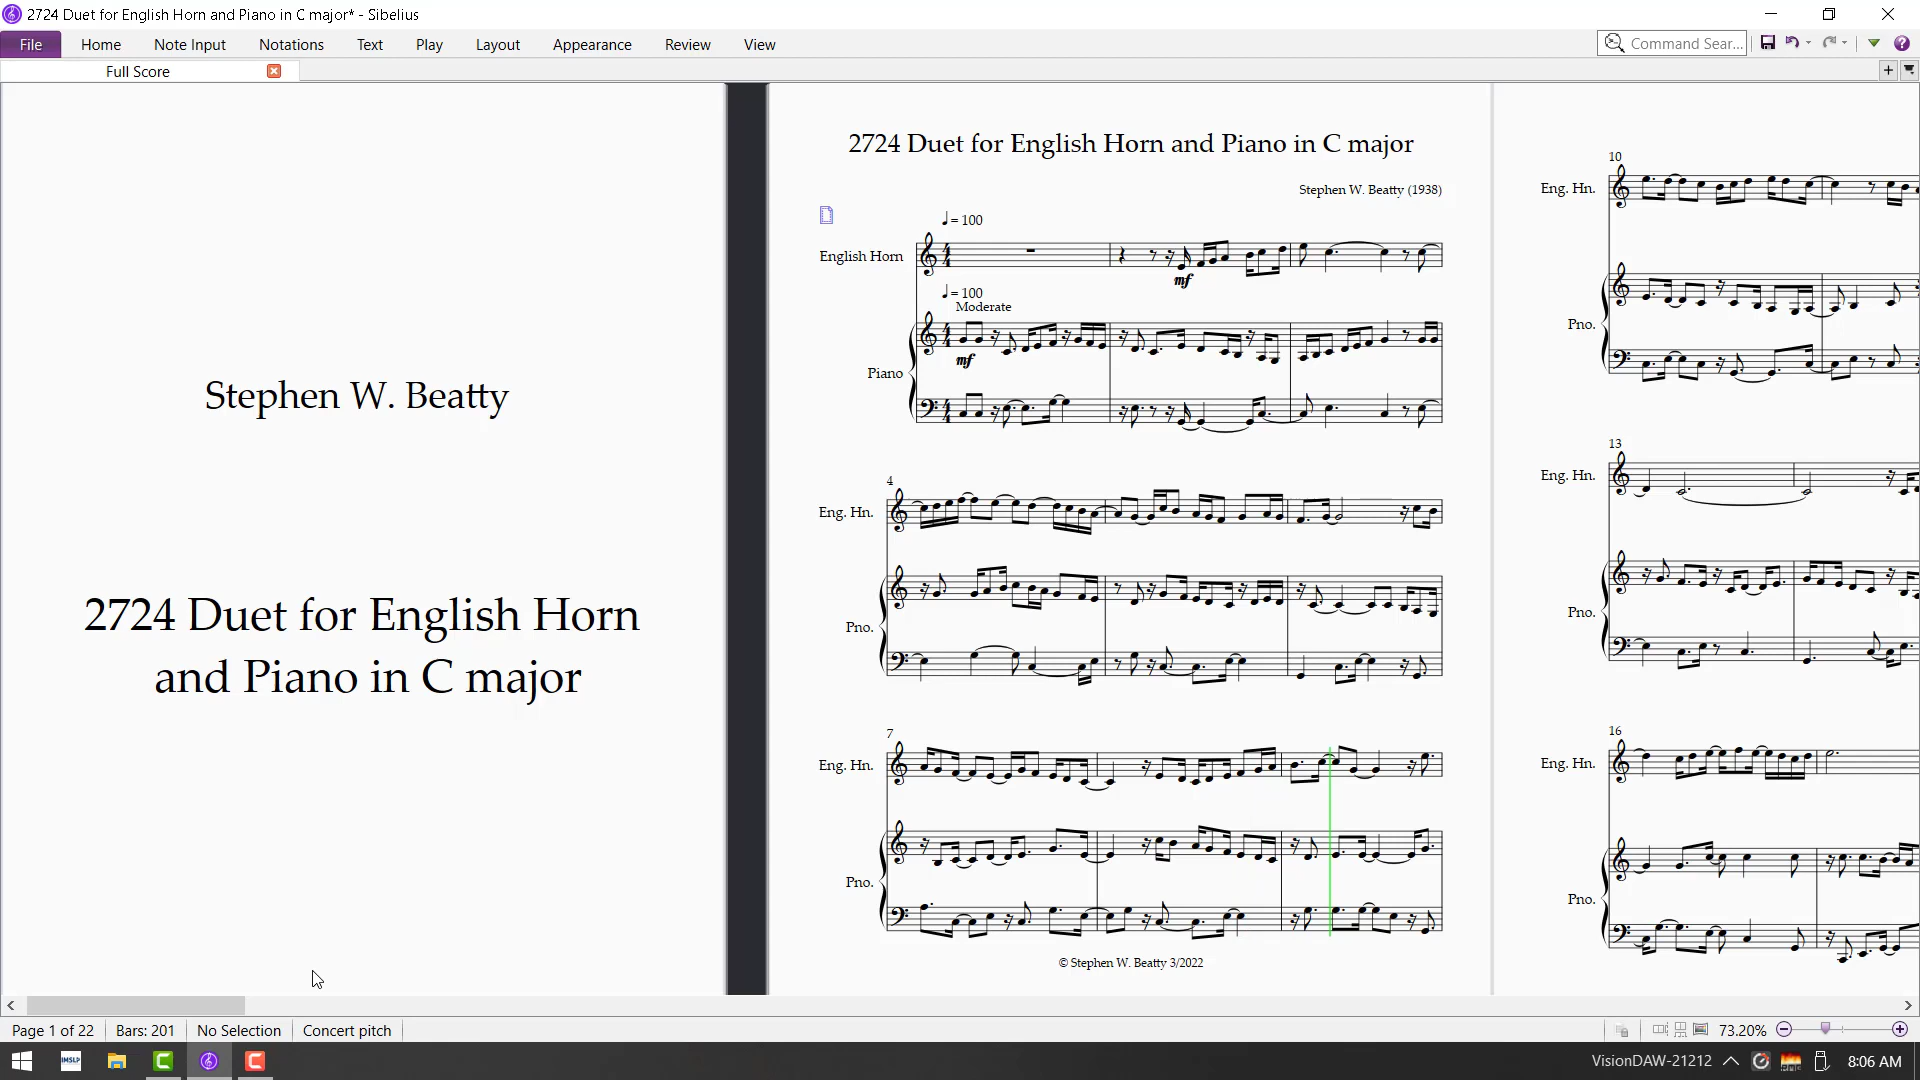 2724 Duet for English Horn and Piano in C major* - Sibelius
File Home Note Input Notations Text Play Layout Appearance Review View
Command Sear...
Full Score
Stephen W. Beatty
2724 Duet for English Horn
and Piano in C major
2724 Duet for English Horn and Piano in C major
Stephen W. Beatty (1938)
= 100
English Horn
mf
= 100
Moderate
mf
Piano
4
Eng. Hn.
Pno.
7
Eng. Hn.
Pno.
© Stephen W. Beatty 3/2022
10
Eng. Hn.
Pno.
13
Eng. Hn.
Pno.
16
Eng. Hn.
Pno.
Page 1 of 22 Bars: 201 No Selection Concert pitch 73.20%
IMSLP VisionDAW-21212 8:06 AM